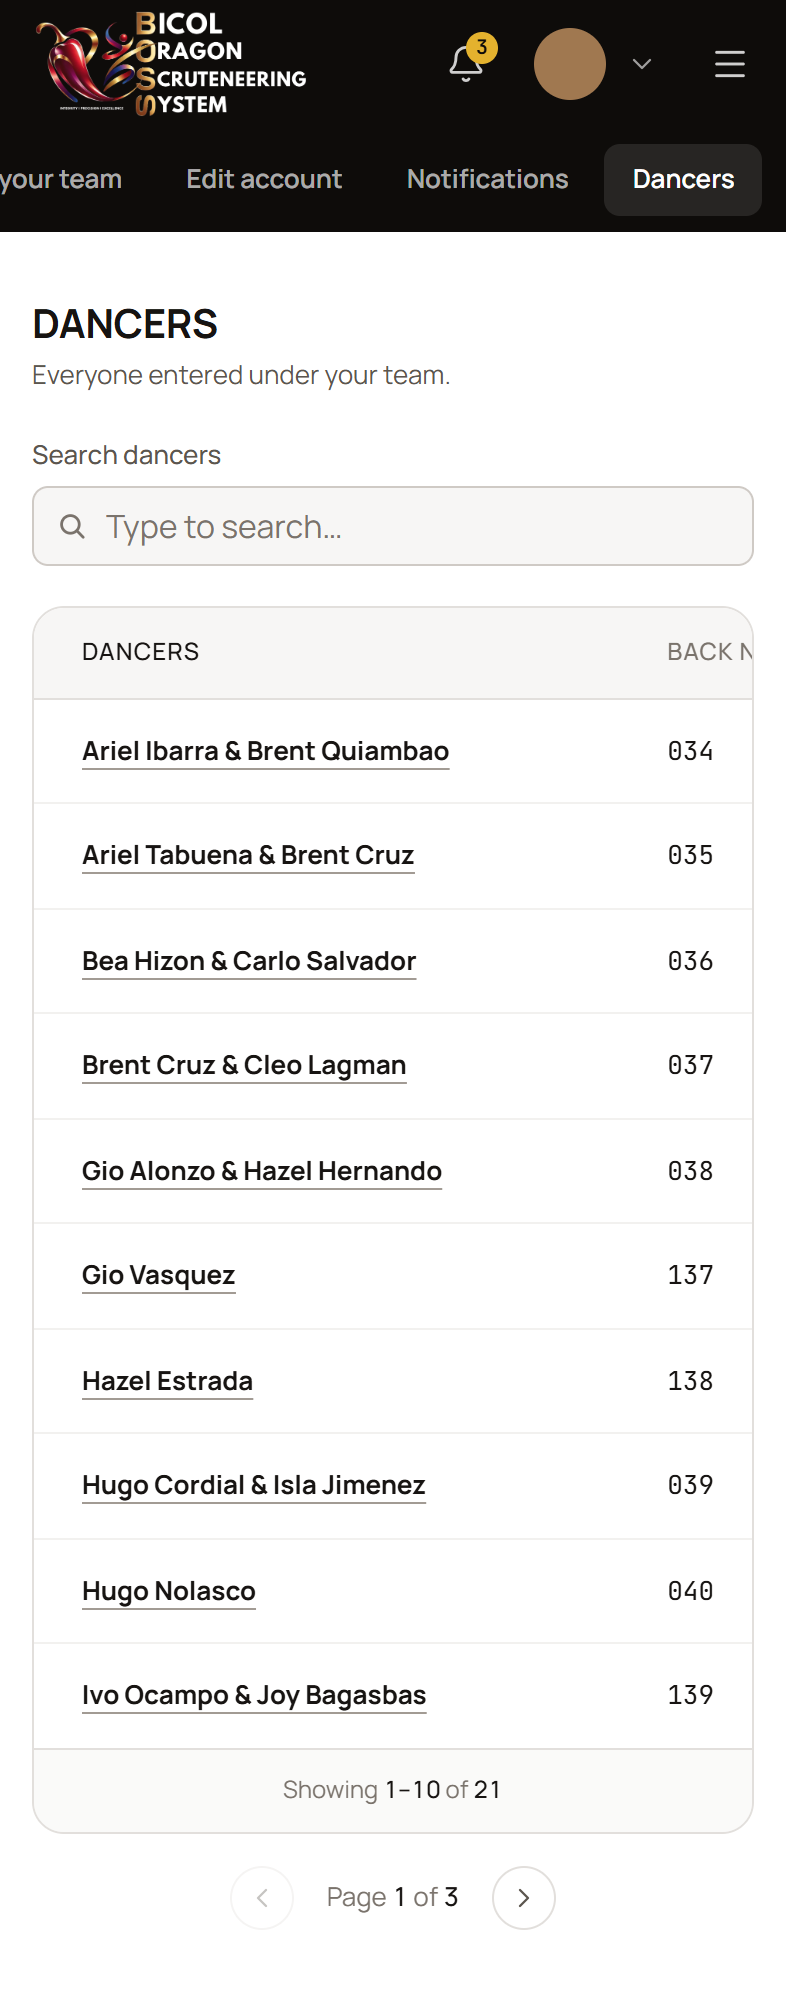 BICOL
ORAGON
SCRUTENEERING
SYSTEM
INTEGRITY | PRECISION | EXCELLENCE
3
your team
Edit account
Notifications
Dancers
DANCERS
Everyone entered under your team.
Search dancers
Type to search...
DANCERS BACK N
Ariel Ibarra & Brent Quiambao 034
Ariel Tabuena & Brent Cruz 035
Bea Hizon & Carlo Salvador 036
Brent Cruz & Cleo Lagman 037
Gio Alonzo & Hazel Hernando 038
Gio Vasquez 137
Hazel Estrada 138
Hugo Cordial & Isla Jimenez 039
Hugo Nolasco 040
Ivo Ocampo & Joy Bagasbas 139
Showing 1–10 of 21
Page 1 of 3